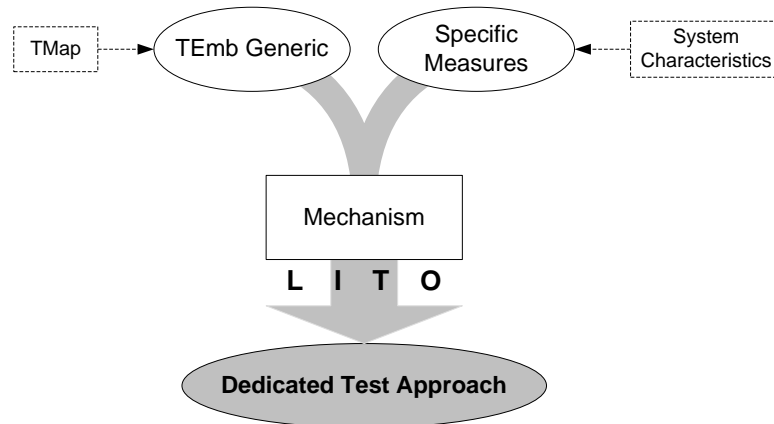 TMap
TEmb Generic
Specific
Measures
System
Characteristics
Mechanism
L I T O
Dedicated Test Approach